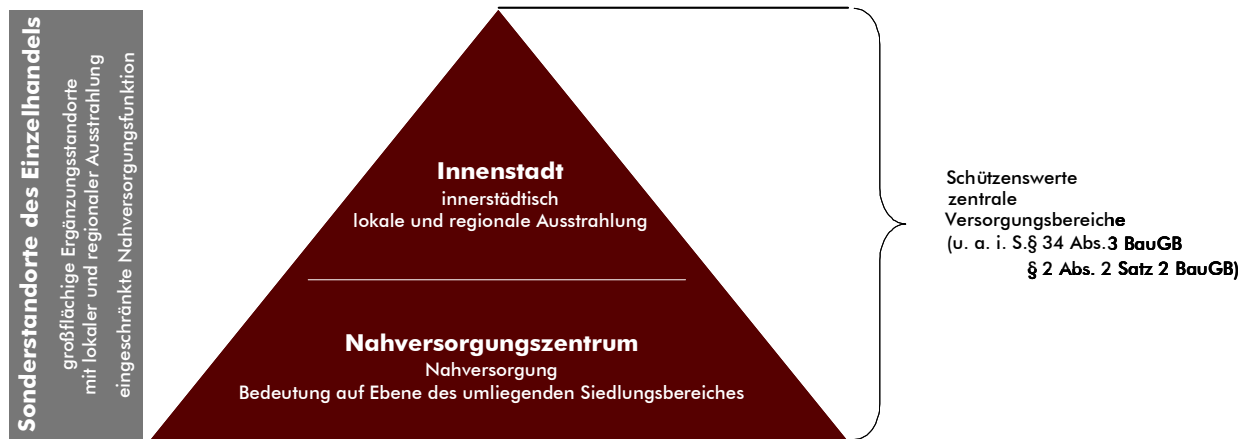 Sonderstandorte des Einzelhandels
großflächige Ergänzungsstandorte
mit lokaler und regionaler Ausstrahlung
eingeschränkte Nahversorgungsfunktion
Innenstadt
innerstädtisch
lokale und regionale Ausstrahlung
Nahversorgungszentrum
Nahversorgung
Bedeutung auf Ebene des umliegenden Siedlungsbereiches
Schützenswerte
zentrale
Versorgungsbereiche
(u. a. i. S.§ 34 Abs.3 BauGB
§ 2 Abs. 2 Satz 2 BauGB)